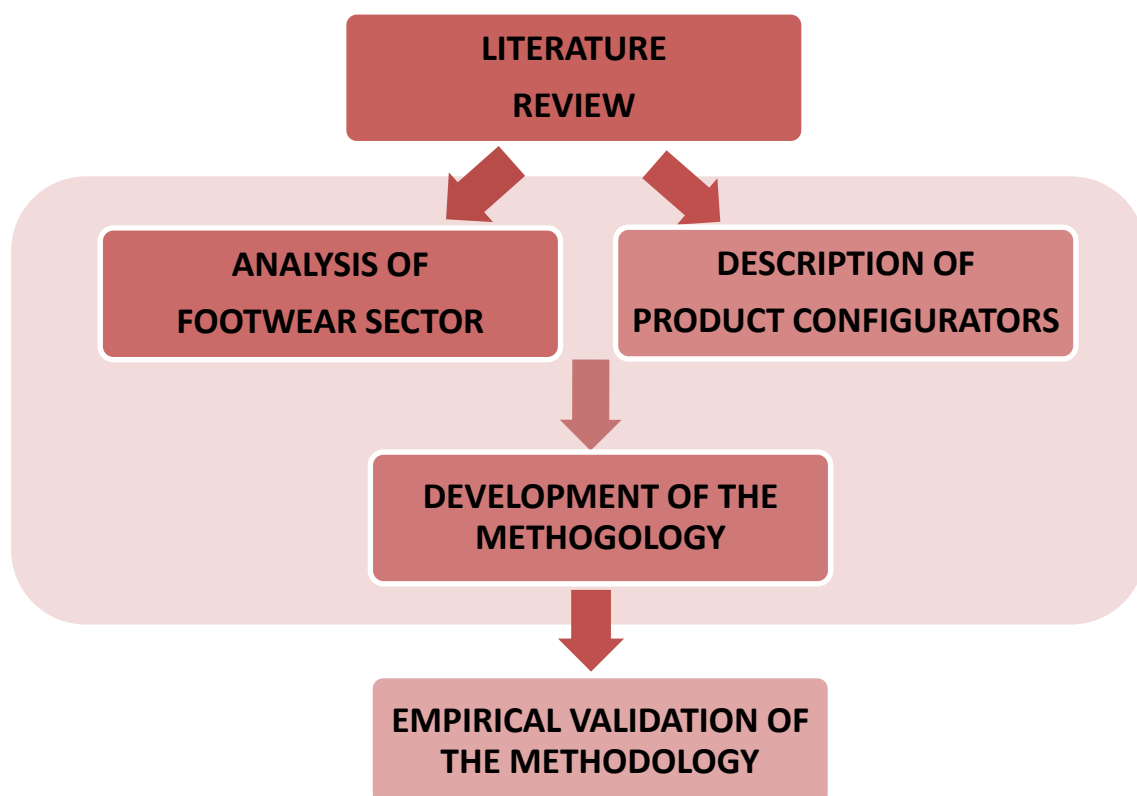 LITERATURE
REVIEW
ANALYSIS OF
FOOTWEAR SECTOR
DESCRIPTION OF
PRODUCT CONFIGURATORS
DEVELOPMENT OF THE
METHOGOLOGY
EMPIRICAL VALIDATION OF
THE METHODOLOGY